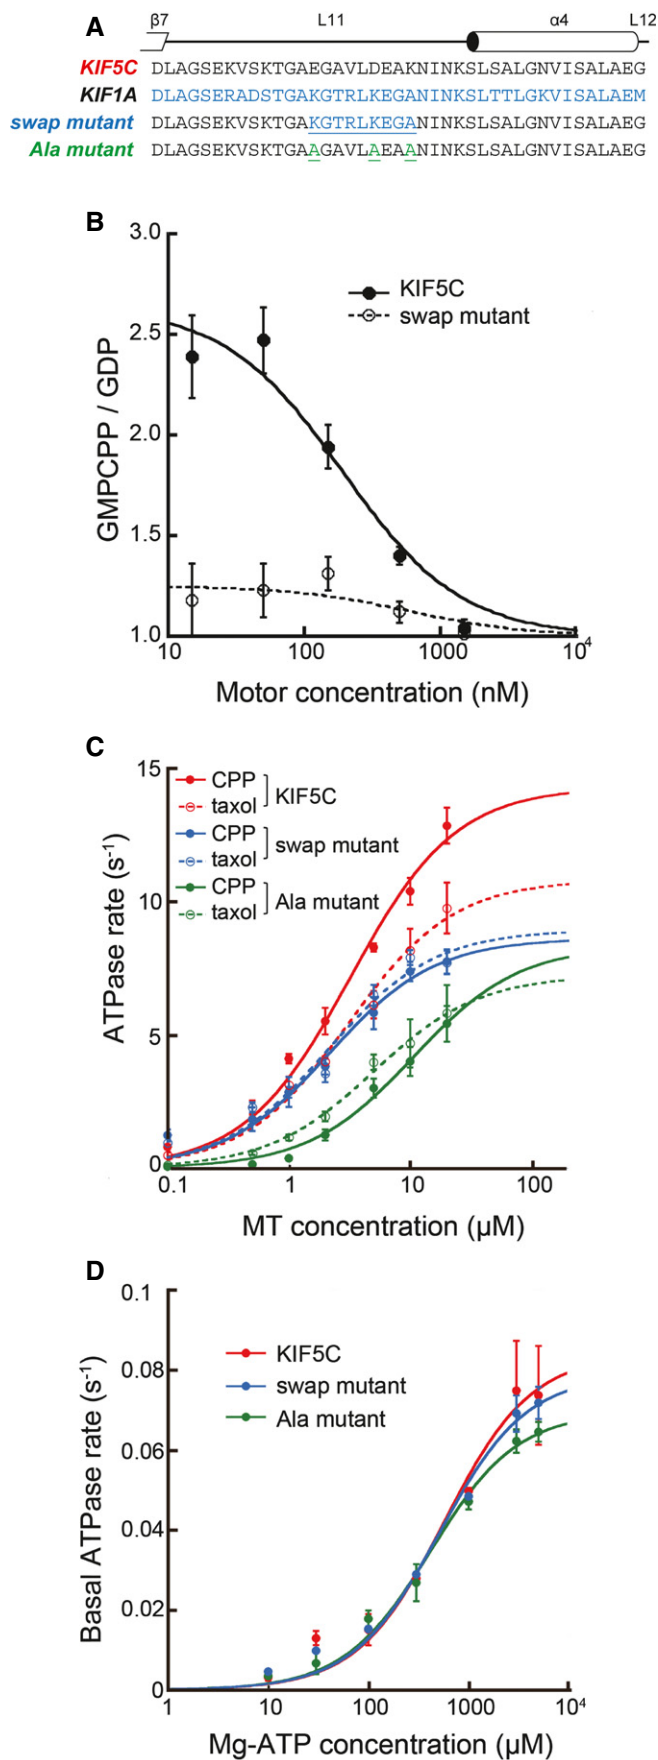 A
β7 L11 α4 L12
KIF5C DLAGSEKVSKTGAEGAVLDEAKNINKSLSALGNVISALAEG
KIF1A DLAGSERADSTGAKGTRLKEGANINKSLTTLGKVISALAEM
swap mutant DLAGSEKVSKTGAKGTRLKEGANINKSLSALGNVISALAEG
Ala mutant DLAGSEKVSKTGAAGAVLAEAANINKSLSALGNVISALAEG
B
3.0
2.5
2.0
1.5
1.0
GMPCPP / GDP
KIF5C
swap mutant
10 100 1000 10⁴
Motor concentration (nM)
C
15
10
5
0
ATPase rate (s⁻¹)
CPP
taxol
KIF5C
CPP
taxol
swap mutant
CPP
taxol
Ala mutant
0.1 1 10 100
MT concentration (µM)
D
0.1
0.08
0.06
0.04
0.02
0
Basal ATPase rate (s⁻¹)
KIF5C
swap mutant
Ala mutant
1 10 100 1000 10⁴
Mg-ATP concentration (µM)